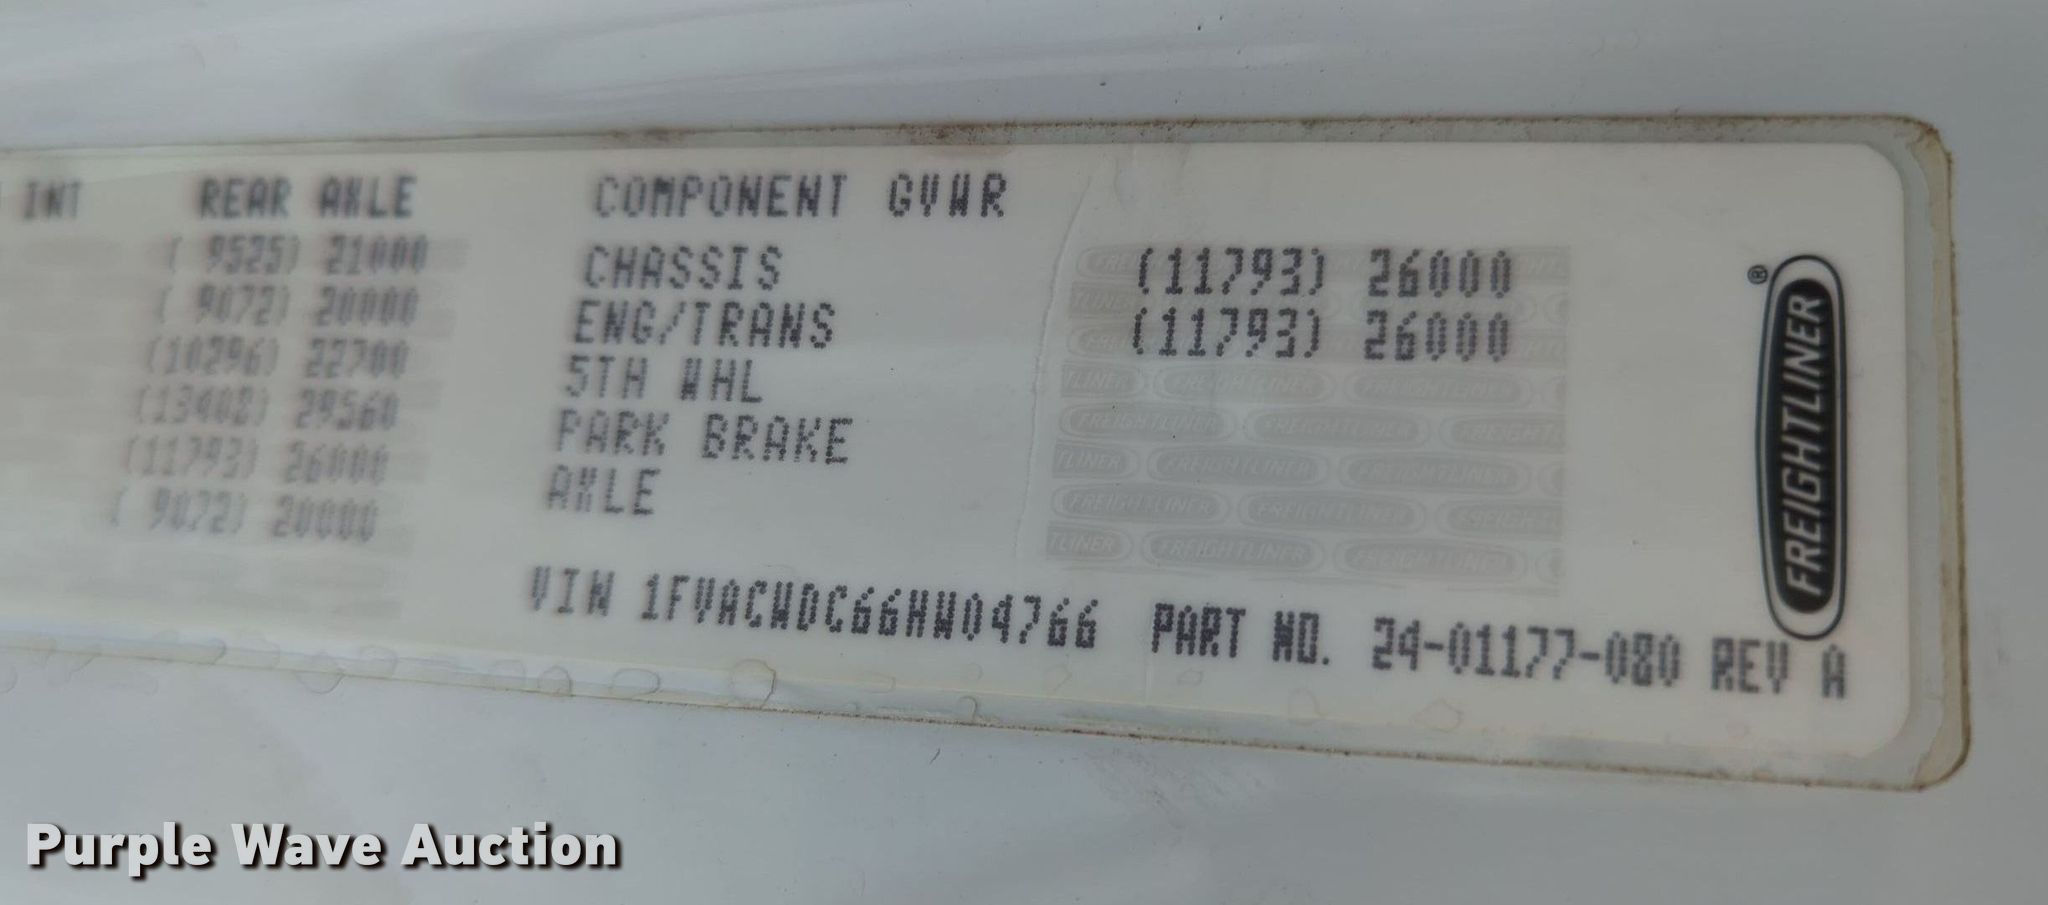 INT REAR AXLE COMPONENT GVWR
( 9525) 21000 CHASSIS (11793) 26000
( 9072) 20000 ENG/TRANS (11793) 26000
(10296) 22700 5TH WHL
(13408) 29560 PARK BRAKE
(11793) 26000 AXLE
( 9072) 20000
VIN 1FVACWDC66HW04766 PART NO. 24-01177-080 REV A
FREIGHTLINER®
Purple Wave Auction